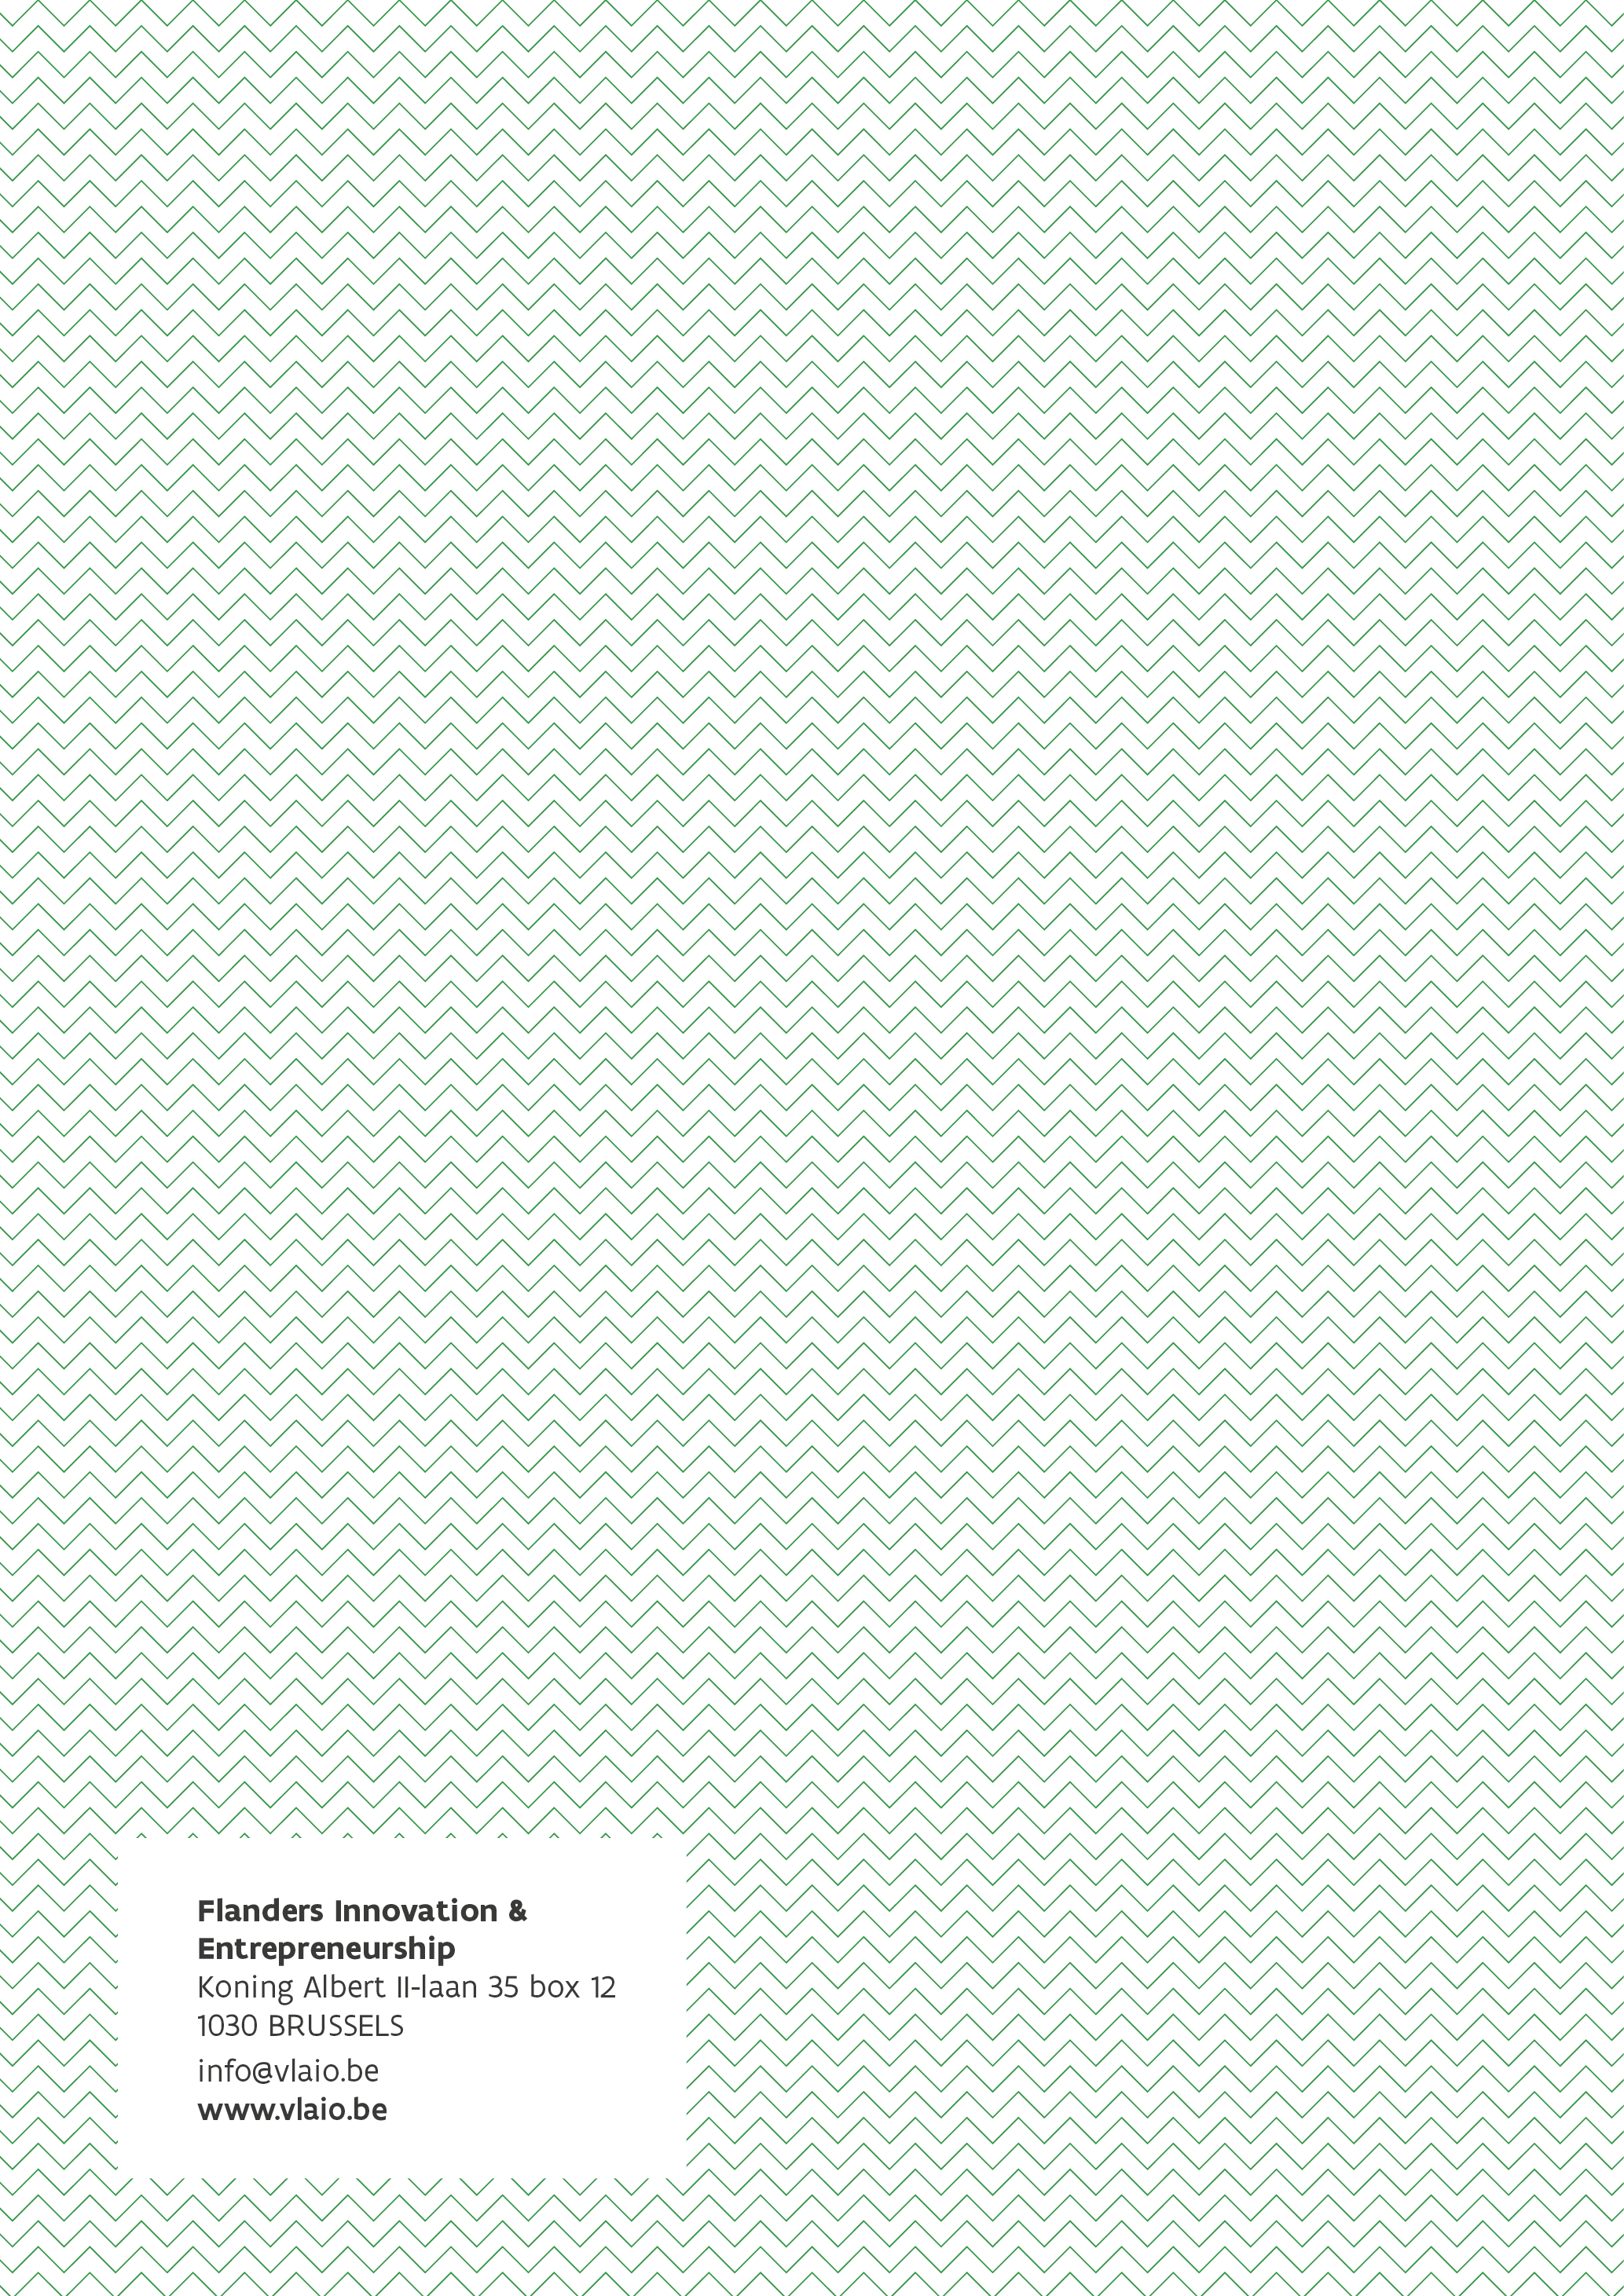 Flanders Innovation &
Entrepreneurship
Koning Albert II-laan 35 box 12
1030 BRUSSELS
info@vlaio.be
www.vlaio.be